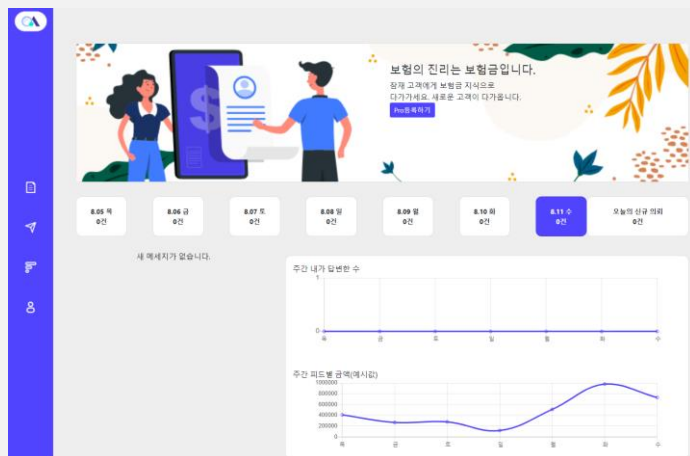 보험의 진리는 보험금입니다.
잠재 고객에게 보험금 지식으로
다가가세요. 새로운 고객이 다가옵니다.
Pro등록하기
8.05 목
0건
8.06 금
0건
8.07 토
0건
8.08 일
0건
8.09 월
0건
8.10 화
0건
8.11 수
0건
오늘의 신규 의뢰
0건
새 메세지가 없습니다.
주간 내가 답변한 수
1
0
목 금 토 일 월 화 수
주간 피드별 금액(예시값)
1000000
800000
600000
400000
200000
0
목 금 토 일 월 화 수